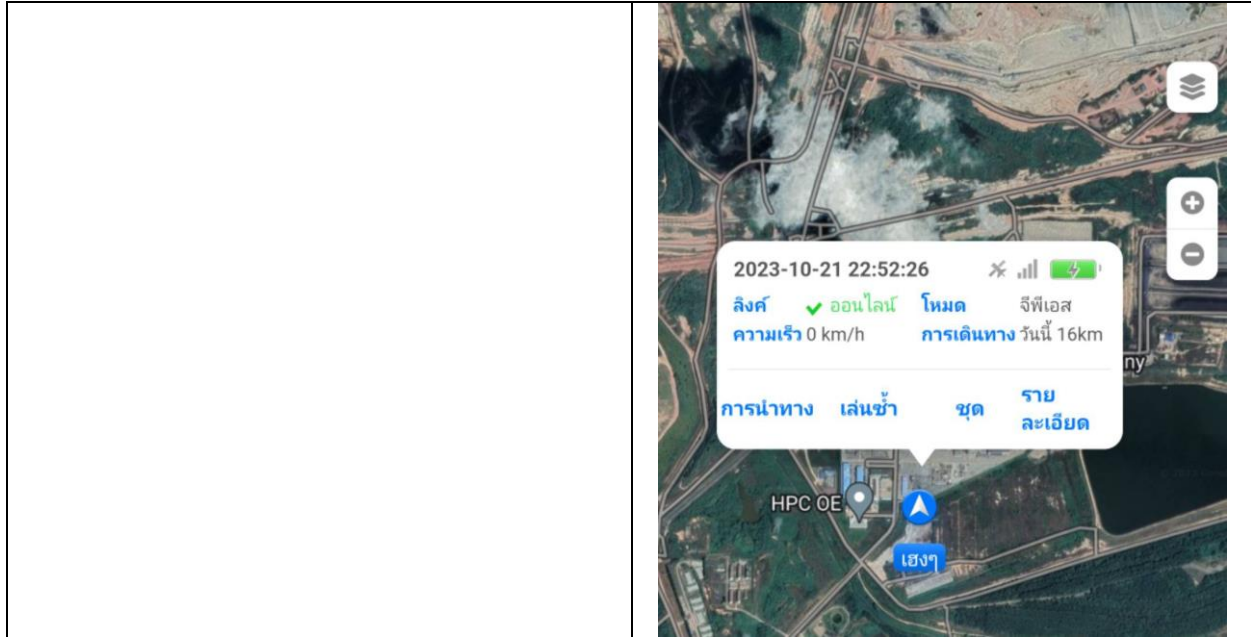 2023-10-21 22:52:26
ลิงค์ ออนไลน์ โหมด จีพีเอส
ความเร็ว 0 km/h การเดินทาง วันนี้ 16km
ny
การนำทาง เล่นซ้ำ ชุด ราย
ละเอียด
HPC OE
เฮงๆ